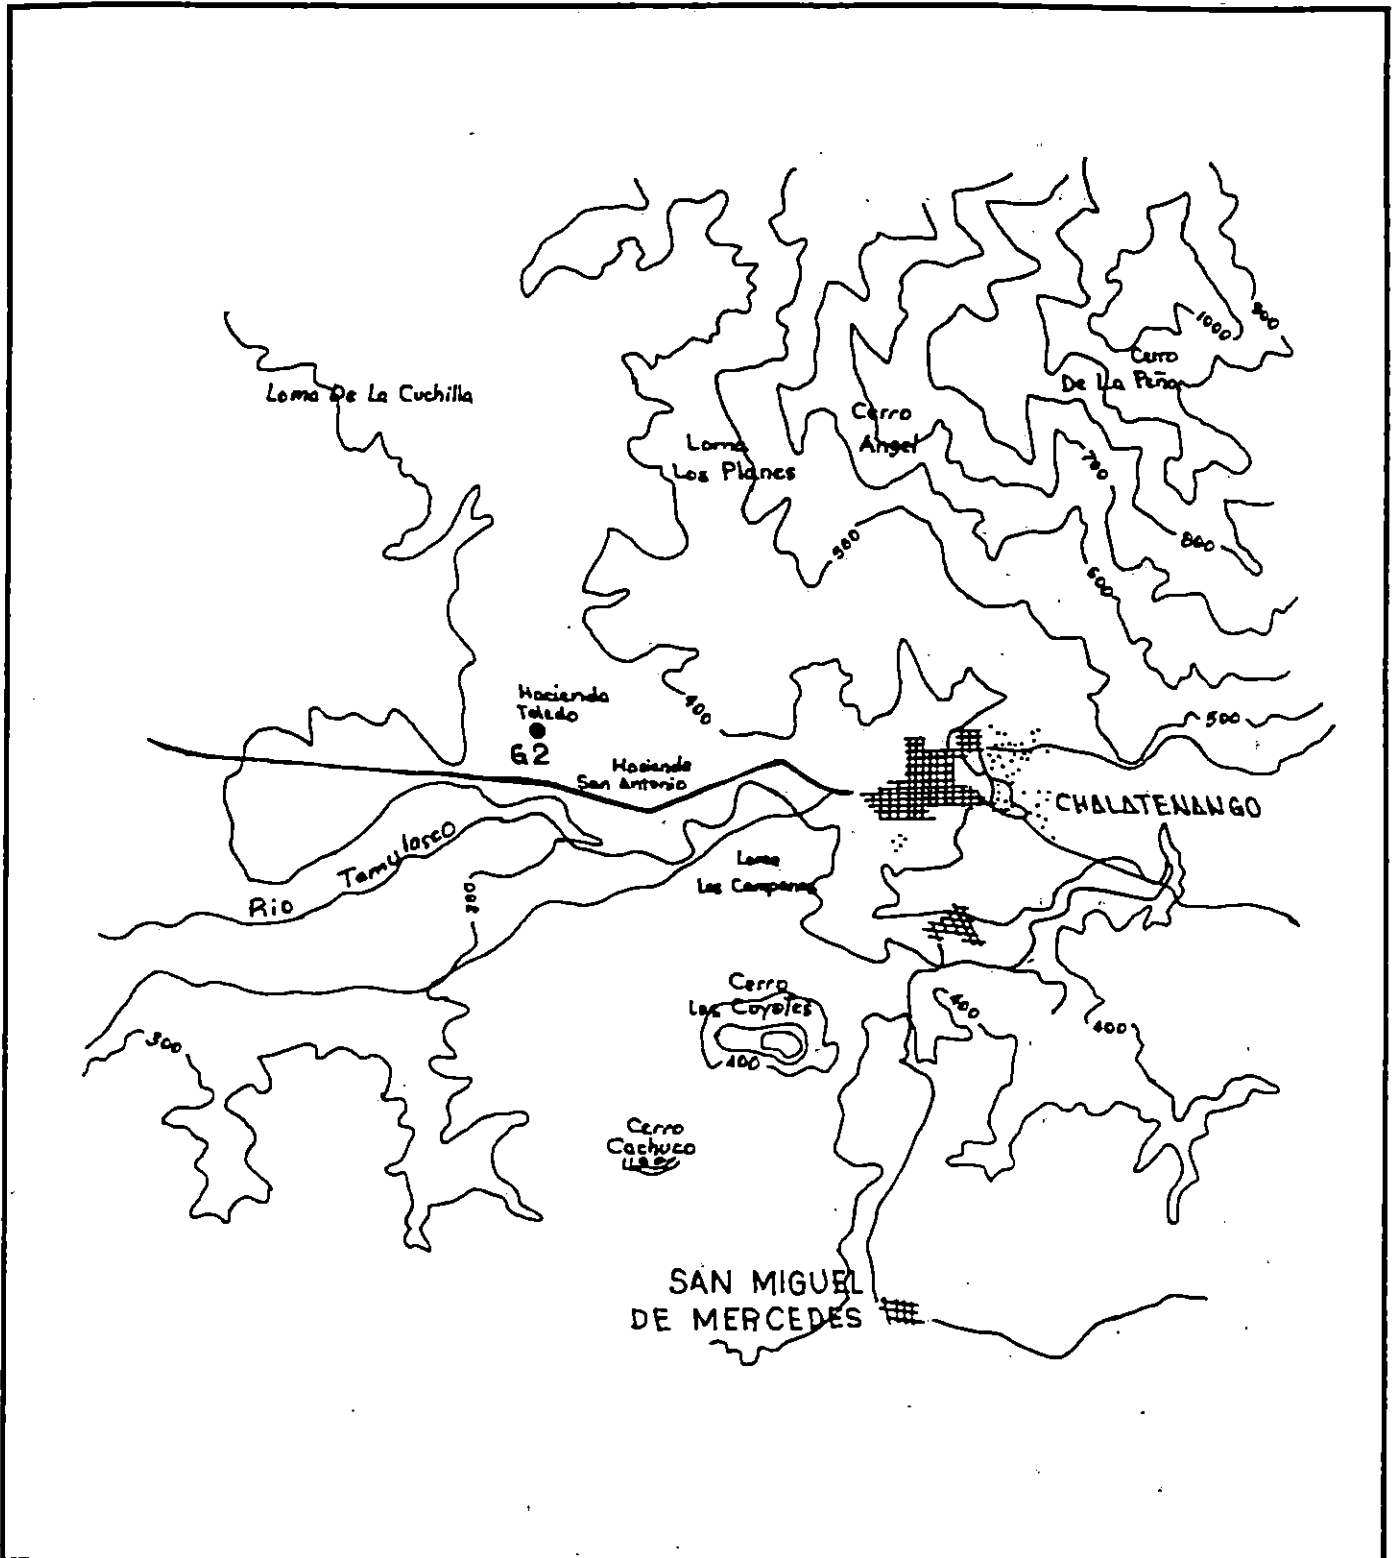 1000
900
Cerro
De La Peña
Loma De La Cuchilla
Cerro
Angel
Loma
Los Planes
700
500
800
600
Hacienda
Toledo
G2
400
500
Hacienda
San Antonio
CHALATENANGO
Rio Tamulasco
300
Loma
Las Campanas
Cerro
Los Coyotes
400
400
400
300
Cerro
Cachuco
SAN MIGUEL
DE MERCEDES